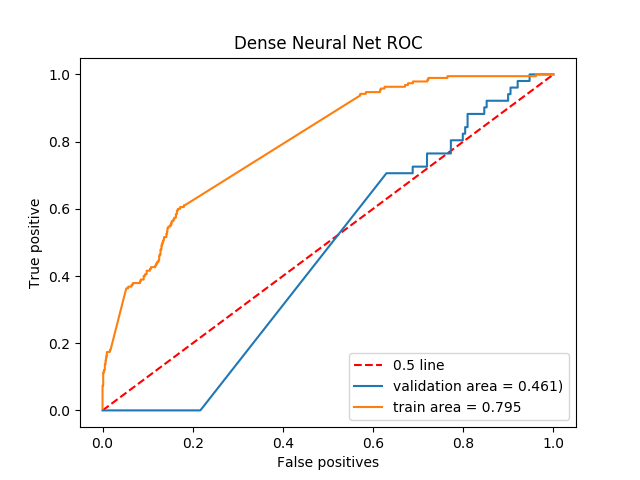 Dense Neural Net ROC
True positive
1.0
0.8
0.6
0.4
0.2
0.0
0.0 0.2 0.4 0.6 0.8 1.0
False positives
0.5 line
validation area = 0.461)
train area = 0.795